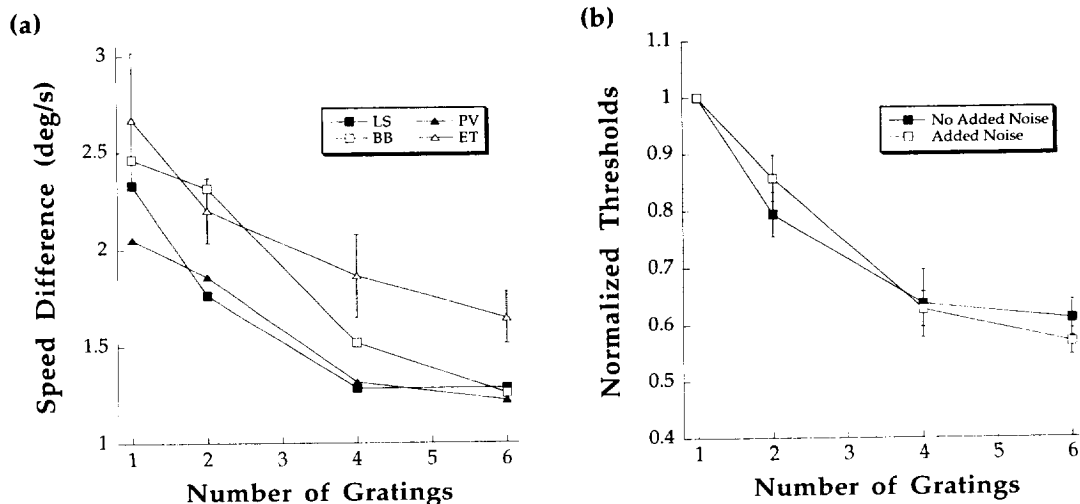 (a)
Speed Difference (deg/s)
3
2.5
2
1.5
1
LS PV
BB ET
1 2 3 4 5 6
Number of Gratings
(b)
Normalized Thresholds
1.1
1
0.9
0.8
0.7
0.6
0.5
0.4
No Added Noise
Added Noise
1 2 3 4 5 6
Number of Gratings